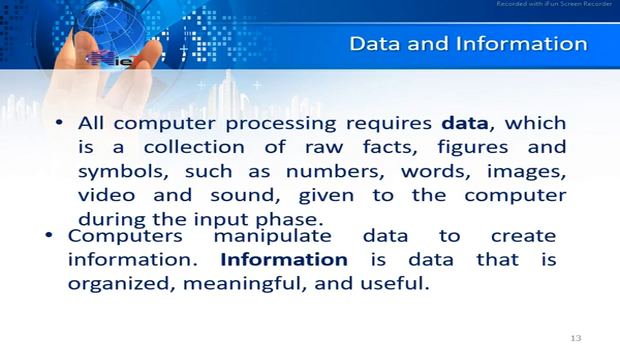 Recorded with iFun Screen Recorder
Data and Information
• All computer processing requires data, which
is a collection of raw facts, figures and
symbols, such as numbers, words, images,
video and sound, given to the computer
during the input phase.
• Computers manipulate data to create
information. Information is data that is
organized, meaningful, and useful.
13